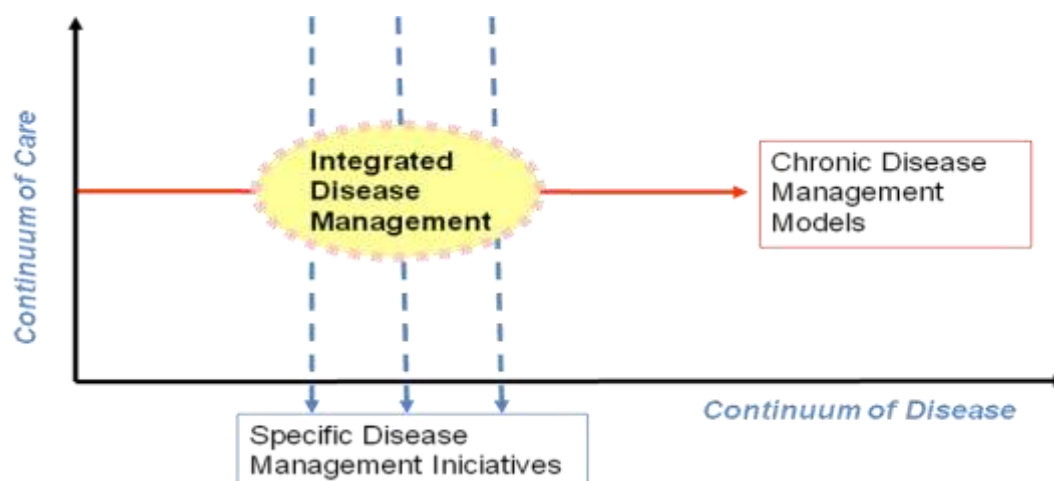 Continuum of Care
Integrated
Disease
Management
Chronic Disease
Management
Models
Continuum of Disease
Specific Disease
Management Iniciatives